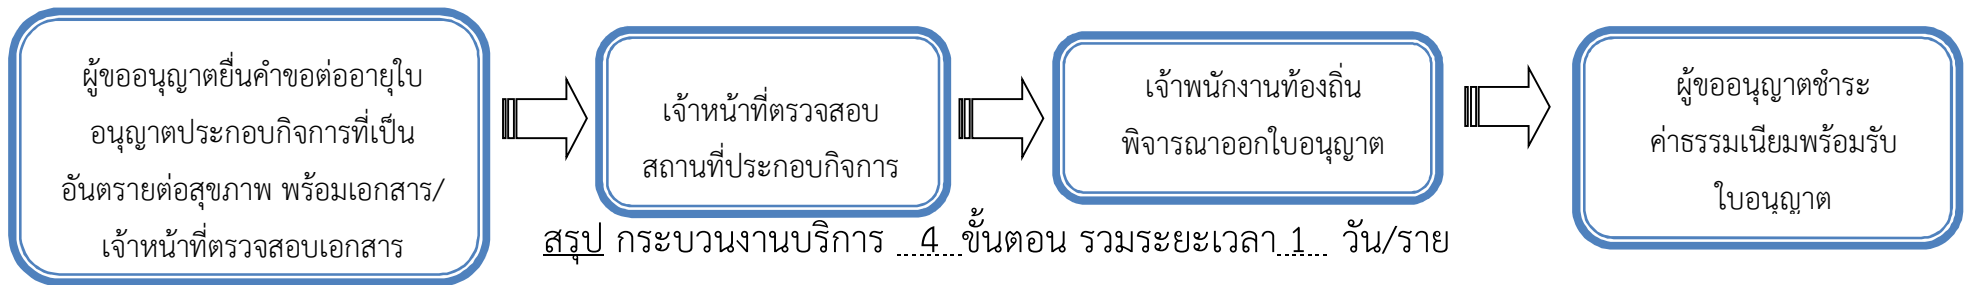 ผู้ขออนุญาตยื่นคำขอต่ออายุใบ
อนุญาตประกอบกิจการที่เป็น
อันตรายต่อสุขภาพ พร้อมเอกสาร/
เจ้าหน้าที่ตรวจสอบเอกสาร
เจ้าหน้าที่ตรวจสอบ
สถานที่ประกอบกิจการ
เจ้าพนักงานท้องถิ่น
พิจารณาออกใบอนุญาต
ผู้ขออนุญาตชำระ
ค่าธรรมเนียมพร้อมรับ
ใบอนุญาต
สรุป กระบวนงานบริการ 4 ขั้นตอน รวมระยะเวลา 1 วัน/ราย